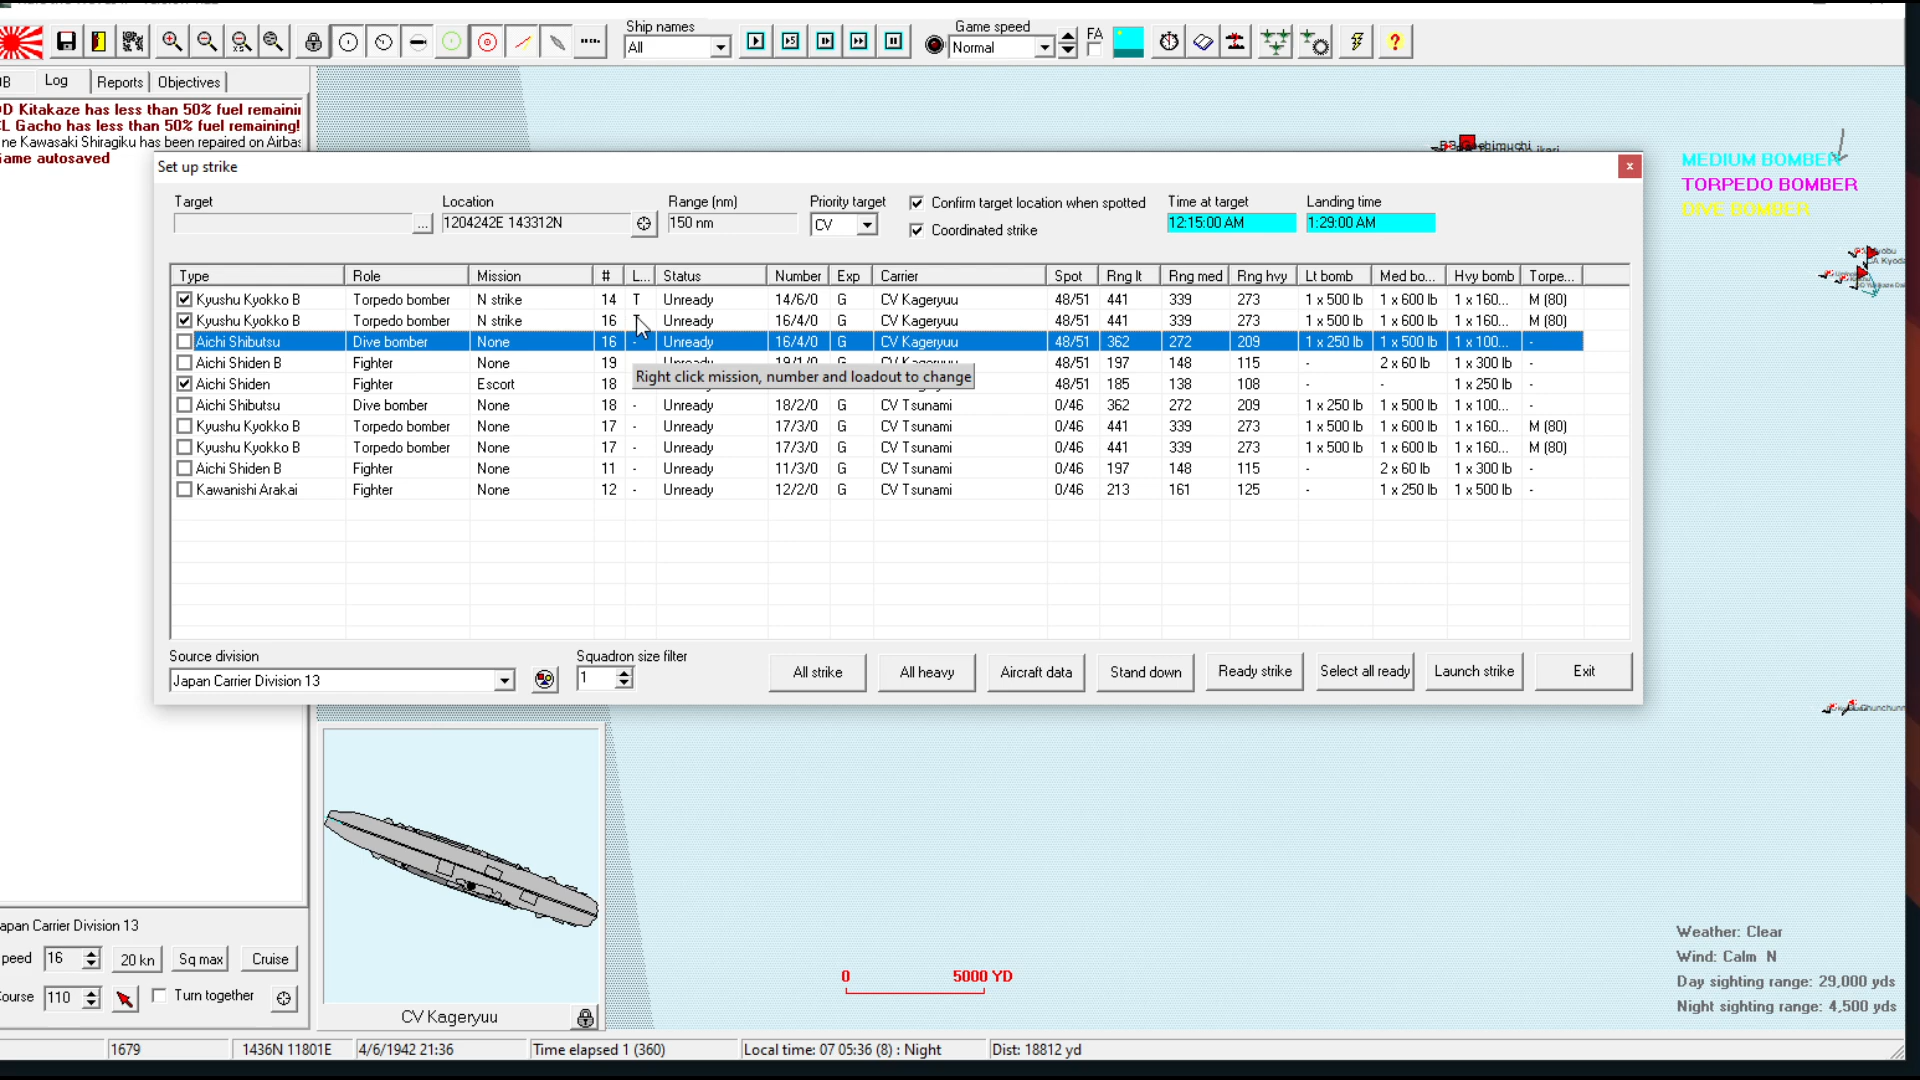 Ship names
All
Game speed
Normal
FA
Log
Reports
Objectives
D Kitakaze has less than 50% fuel remainin
L Gacho has less than 50% fuel remaining!
ne Kawasaki Shiragiku has been repaired on Airbas
ame autosaved
MEDIUM BOMBER
TORPEDO BOMBER
DIVE BOMBER
Set up strike
Target
Location
Range (nm)
Priority target
Confirm target location when spotted
Time at target
Landing time
...
1204242E 143312N
150 nm
CV
Coordinated strike
12:15:00 AM
1:29:00 AM
Type Role Mission # L... Status Number Exp Carrier Spot Rng lt Rng med Rng hvy Lt bomb Med bo... Hvy bomb Torpe...
Kyushu Kyokko B Torpedo bomber N strike 14 T Unready 14/6/0 G CV Kageryuu 48/51 441 339 273 1 x 500 lb 1 x 600 lb 1 x 160... M (80)
Kyushu Kyokko B Torpedo bomber N strike 16 T Unready 16/4/0 G CV Kageryuu 48/51 441 339 273 1 x 500 lb 1 x 600 lb 1 x 160... M (80)
Aichi Shibutsu Dive bomber None 16 - Unready 16/4/0 G CV Kageryuu 48/51 362 272 209 1 x 250 lb 1 x 500 lb 1 x 100... -
Aichi Shiden B Fighter None 19 19/1/0 G CV Kageryuu 48/51 197 148 115 - 2 x 60 lb 1 x 300 lb -
Aichi Shiden Fighter Escort 18 48/51 185 138 108 - - 1 x 250 lb -
Right click mission, number and loadout to change
Aichi Shibutsu Dive bomber None 18 - Unready 18/2/0 G CV Tsunami 0/46 362 272 209 1 x 250 lb 1 x 500 lb 1 x 100... -
Kyushu Kyokko B Torpedo bomber None 17 - Unready 17/3/0 G CV Tsunami 0/46 441 339 273 1 x 500 lb 1 x 600 lb 1 x 160... M (80)
Kyushu Kyokko B Torpedo bomber None 17 - Unready 17/3/0 G CV Tsunami 0/46 441 339 273 1 x 500 lb 1 x 600 lb 1 x 160... M (80)
Aichi Shiden B Fighter None 11 - Unready 11/3/0 G CV Tsunami 0/46 197 148 115 - 2 x 60 lb 1 x 300 lb -
Kawanishi Arakai Fighter None 12 - Unready 12/2/0 G CV Tsunami 0/46 213 161 125 - 1 x 250 lb 1 x 500 lb -
Source division
Japan Carrier Division 13
Squadron size filter
1
All strike
All heavy
Aircraft data
Stand down
Ready strike
Select all ready
Launch strike
Exit
CV Kageryuu
apan Carrier Division 13
peed 16 20 kn Sq max Cruise
ourse 110 Turn together
0 5000 YD
Weather: Clear
Wind: Calm N
Day sighting range: 29,000 yds
Night sighting range: 4,500 yds
1679
1436N 11801E
4/6/1942 21:36
Time elapsed 1 (360)
Local time: 07 05:36 (8) : Night
Dist: 18812 yd